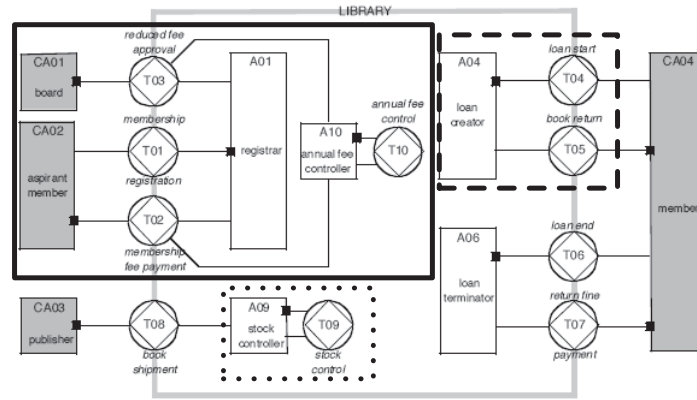 LIBRARY
reduced fee
approval
CA01
board
T03
A01
registrar
CA02
aspirant
member
membership
T01
registration
T02
membership
fee payment
A10
annual fee
controller
annual fee
control
T10
A04
loan
creator
loan start
T04
book return
T05
CA04
member
A06
loan
terminator
loan end
T06
return fine
T07
payment
CA03
publisher
T08
book
shipment
A09
stock
controller
T09
stock
control